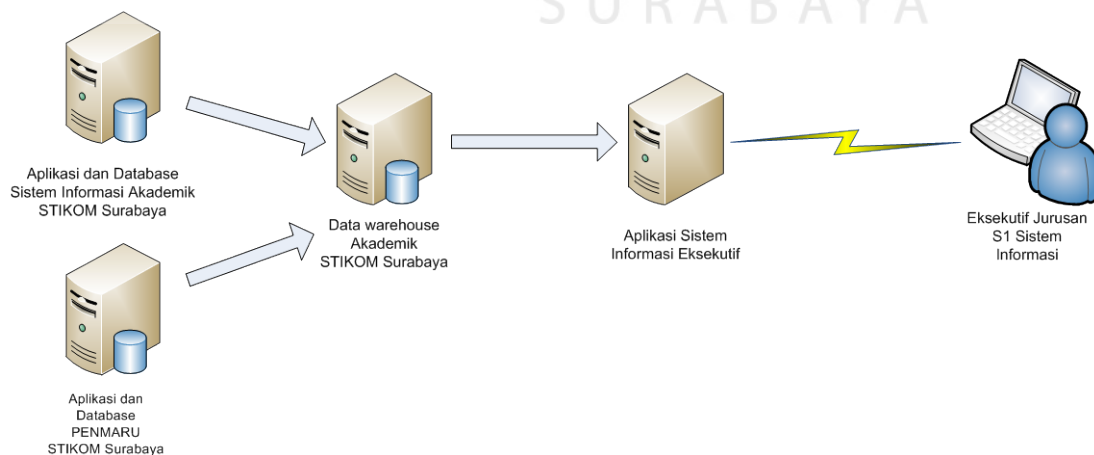 SURABAYA
Aplikasi dan Database
Sistem Informasi Akademik
STIKOM Surabaya
Data warehouse
Akademik
STIKOM Surabaya
Aplikasi Sistem
Informasi Eksekutif
Eksekutif Jurusan
S1 Sistem
Informasi
Aplikasi dan
Database
PENMARU
STIKOM Surabaya